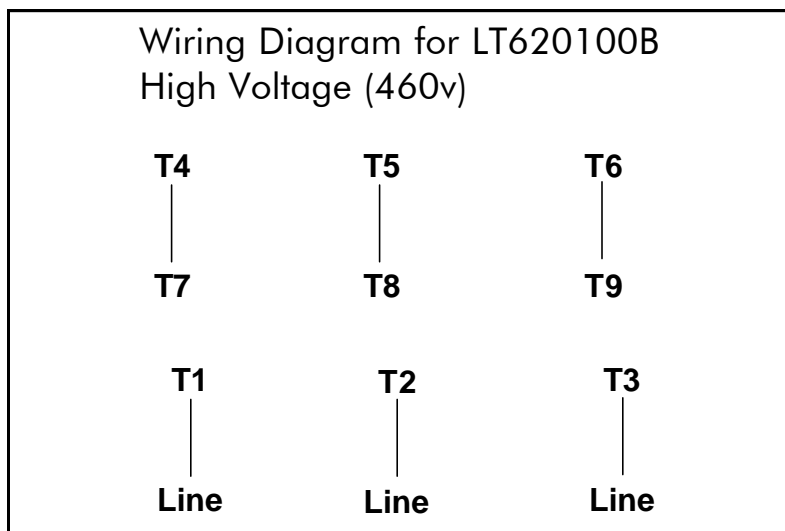 Wiring Diagram for LT620100B
High Voltage (460v)
T4 T5 T6
T7 T8 T9
T1 T2 T3
Line Line Line